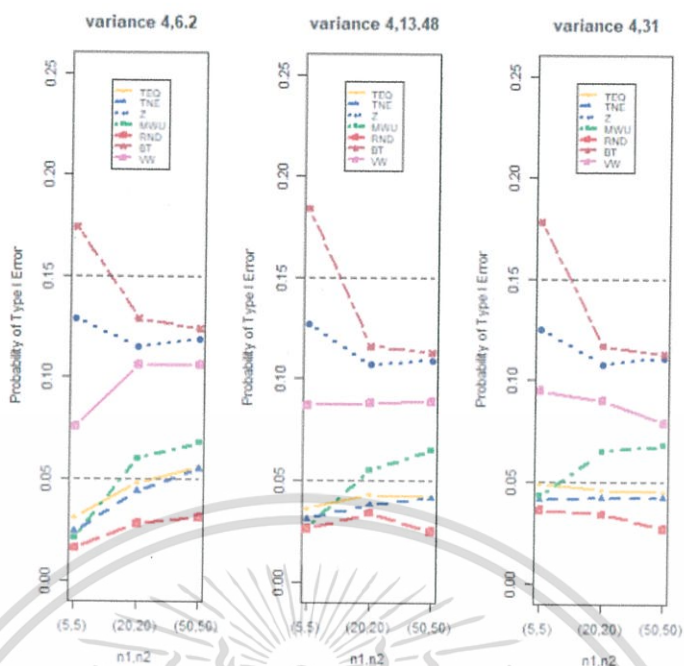 variance 4,6.2
Probability of Type I Error
0.25
0.20
0.15
0.10
0.05
0.00
TEQ
TNE
Z
MWU
RND
BT
VW
(5,5) (20,20) (50,50)
n1,n2
variance 4,13.48
Probability of Type I Error
0.25
0.20
0.15
0.10
0.05
0.00
TEQ
TNE
Z
MWU
RND
BT
VW
(5,5) (20,20) (50,50)
n1,n2
variance 4,31
Probability of Type I Error
0.25
0.20
0.15
0.10
0.05
0.00
TEQ
TNE
Z
MWU
RND
BT
VW
(5,5) (20,20) (50,50)
n1,n2